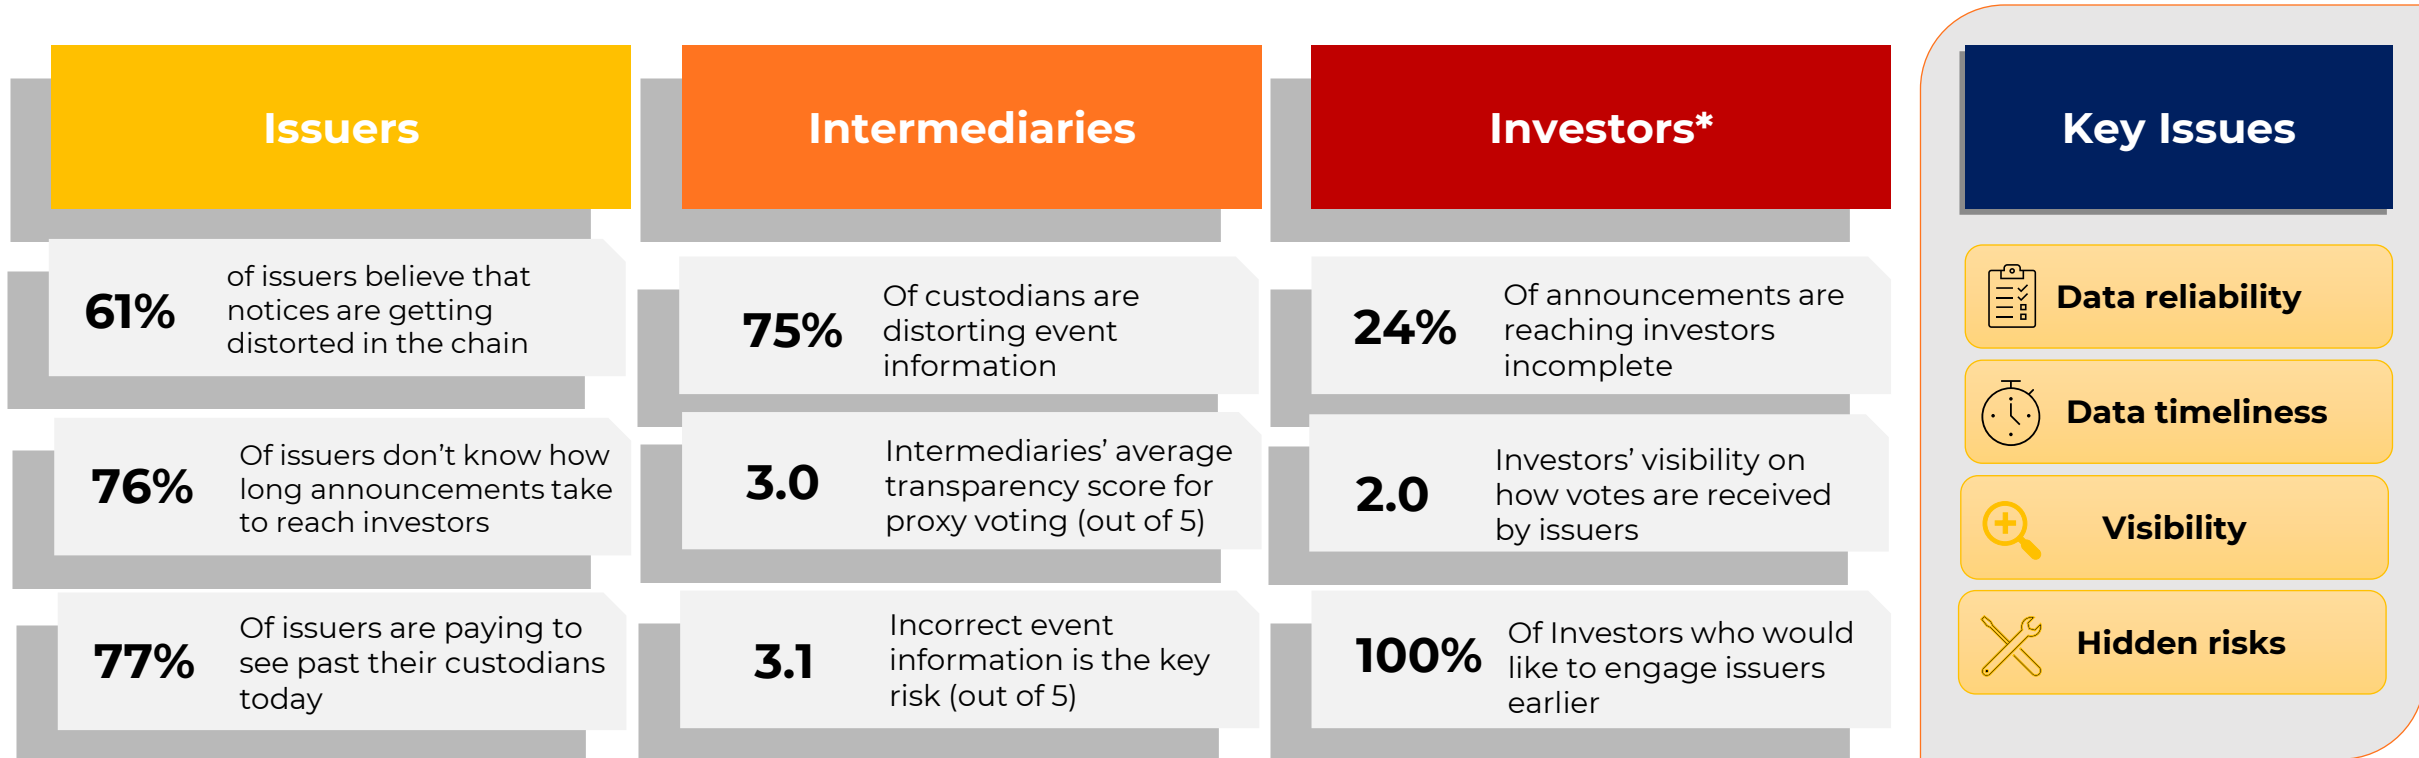 Issuers
61%
of issuers believe that
notices are getting
distorted in the chain
76%
Of issuers don’t know how
long announcements take
to reach investors
77%
Of issuers are paying to
see past their custodians
today
Intermediaries
75%
Of custodians are
distorting event
information
3.0
Intermediaries’ average
transparency score for
proxy voting (out of 5)
3.1
Incorrect event
information is the key
risk (out of 5)
Investors*
24%
Of announcements are
reaching investors
incomplete
2.0
Investors’ visibility on
how votes are received
by issuers
100%
Of Investors who would
like to engage issuers
earlier
Key Issues
Data reliability
Data timeliness
Visibility
Hidden risks